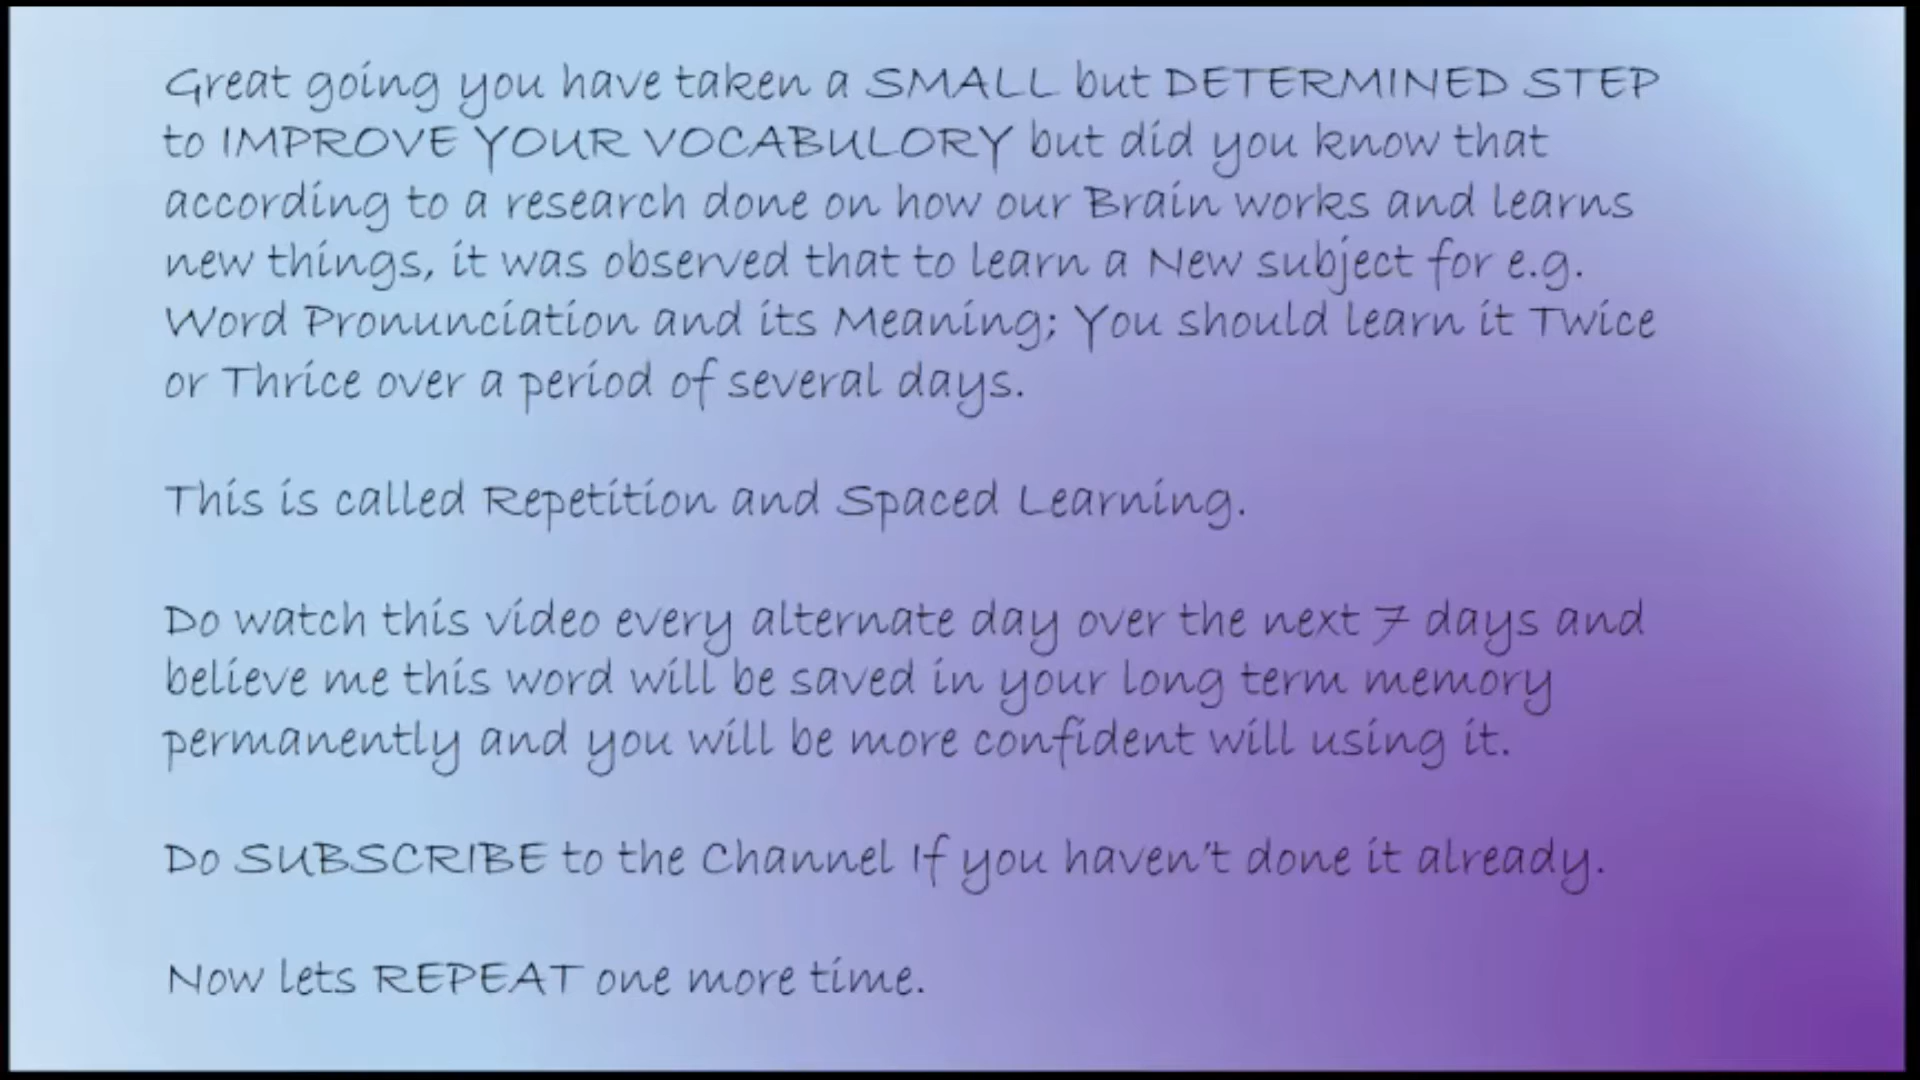 Great going you have taken a SMALL but DETERMINED STEP
to IMPROVE YOUR VOCABULORY but did you know that
according to a research done on how our Brain works and learns
new things, it was observed that to learn a New subject for e.g.
Word Pronunciation and its Meaning; You should learn it Twice
or Thrice over a period of several days.
This is called Repetition and Spaced Learning.
Do watch this video every alternate day over the next 7 days and
believe me this word will be saved in your long term memory
permanently and you will be more confident will using it.
Do SUBSCRIBE to the Channel If you haven't done it already.
Now lets REPEAT one more time.